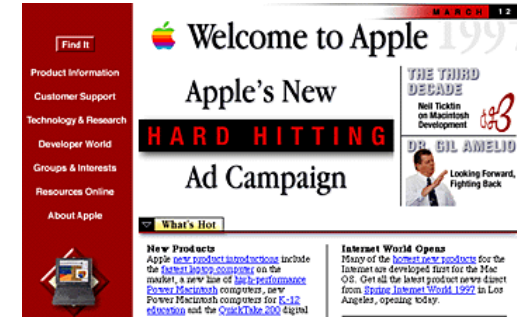 MARCH 12
1997
Find It
Welcome to Apple
Product Information
Customer Support
Technology & Research
Developer World
Groups & Interests
Resources Online
About Apple
Apple's New
HARD HITTING
Ad Campaign
THE THIRD
DECADE
Neil Ticktin
on Macintosh
Development
3
DR. GIL AMELIO
Looking Forward,
Fighting Back
What's Hot
New Products
Apple new product introductions include
the fastest laptop computer on the
market, a new line of high-performance
Power Macintosh computers, new
Power Macintosh computers for K-12
education and the QuickTake 200 digital
Internet World Opens
Many of the hottest new products for the
Internet are developed first for the Mac
OS. Get all the latest product news direct
from Spring Internet World 1997 in Los
Angeles, opening today.